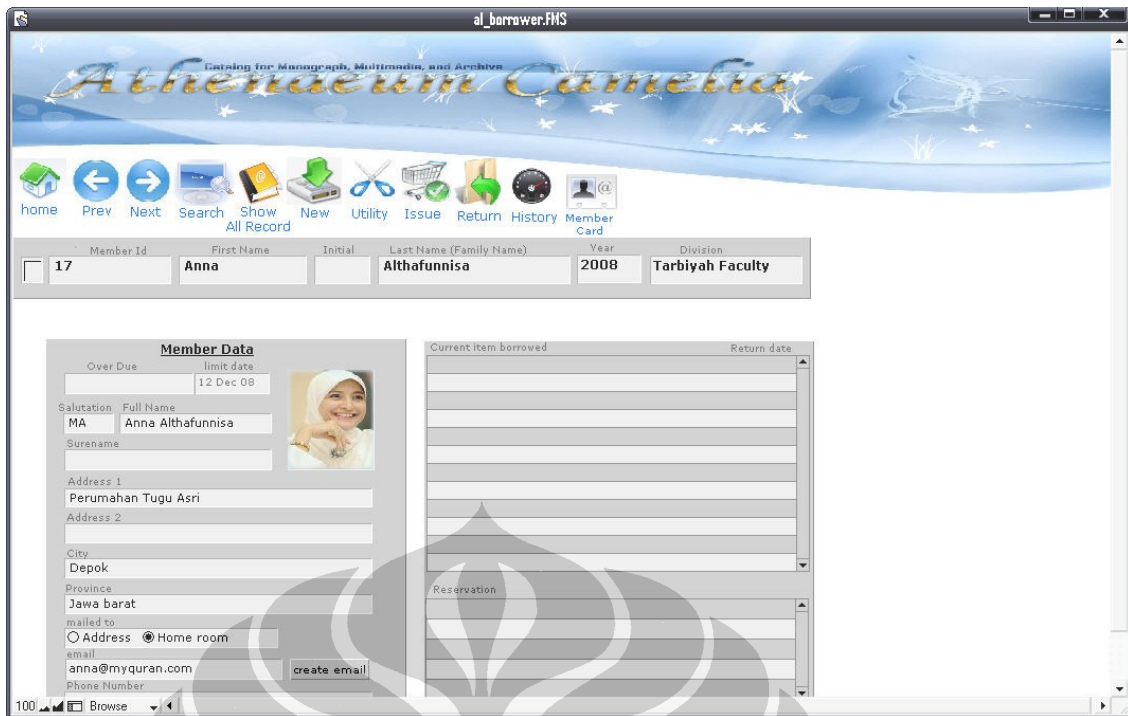 al_borrower.FMS
Catalog for Monograph, Multimedia, and Archive
Athenaeum Camelia
home Prev Next Search Show All Record New Utility Issue Return History Member Card
Member Id First Name Initial Last Name (Family Name) Year Division
17 Anna Althafunnisa 2008 Tarbiyah Faculty
Member Data
Over Due limit date
12 Dec 08
Salutation Full Name
MA Anna Althafunnisa
Surename
Address 1
Perumahan Tugu Asri
Address 2
City
Depok
Province
Jawa barat
mailed to
Address Home room
email
anna@myquran.com create email
Phone Number
Current item borrowed Return date
Reservation
100 Browse